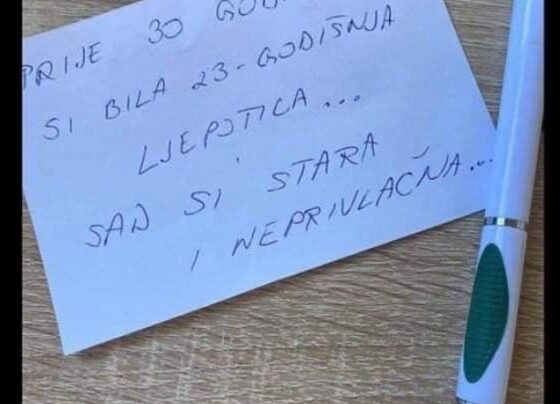 PRIJE 30
SI BILA 23-GODIŠNJA
LJEPOTICA...
SAD SI STARA
I NEPRIVLAČNA...